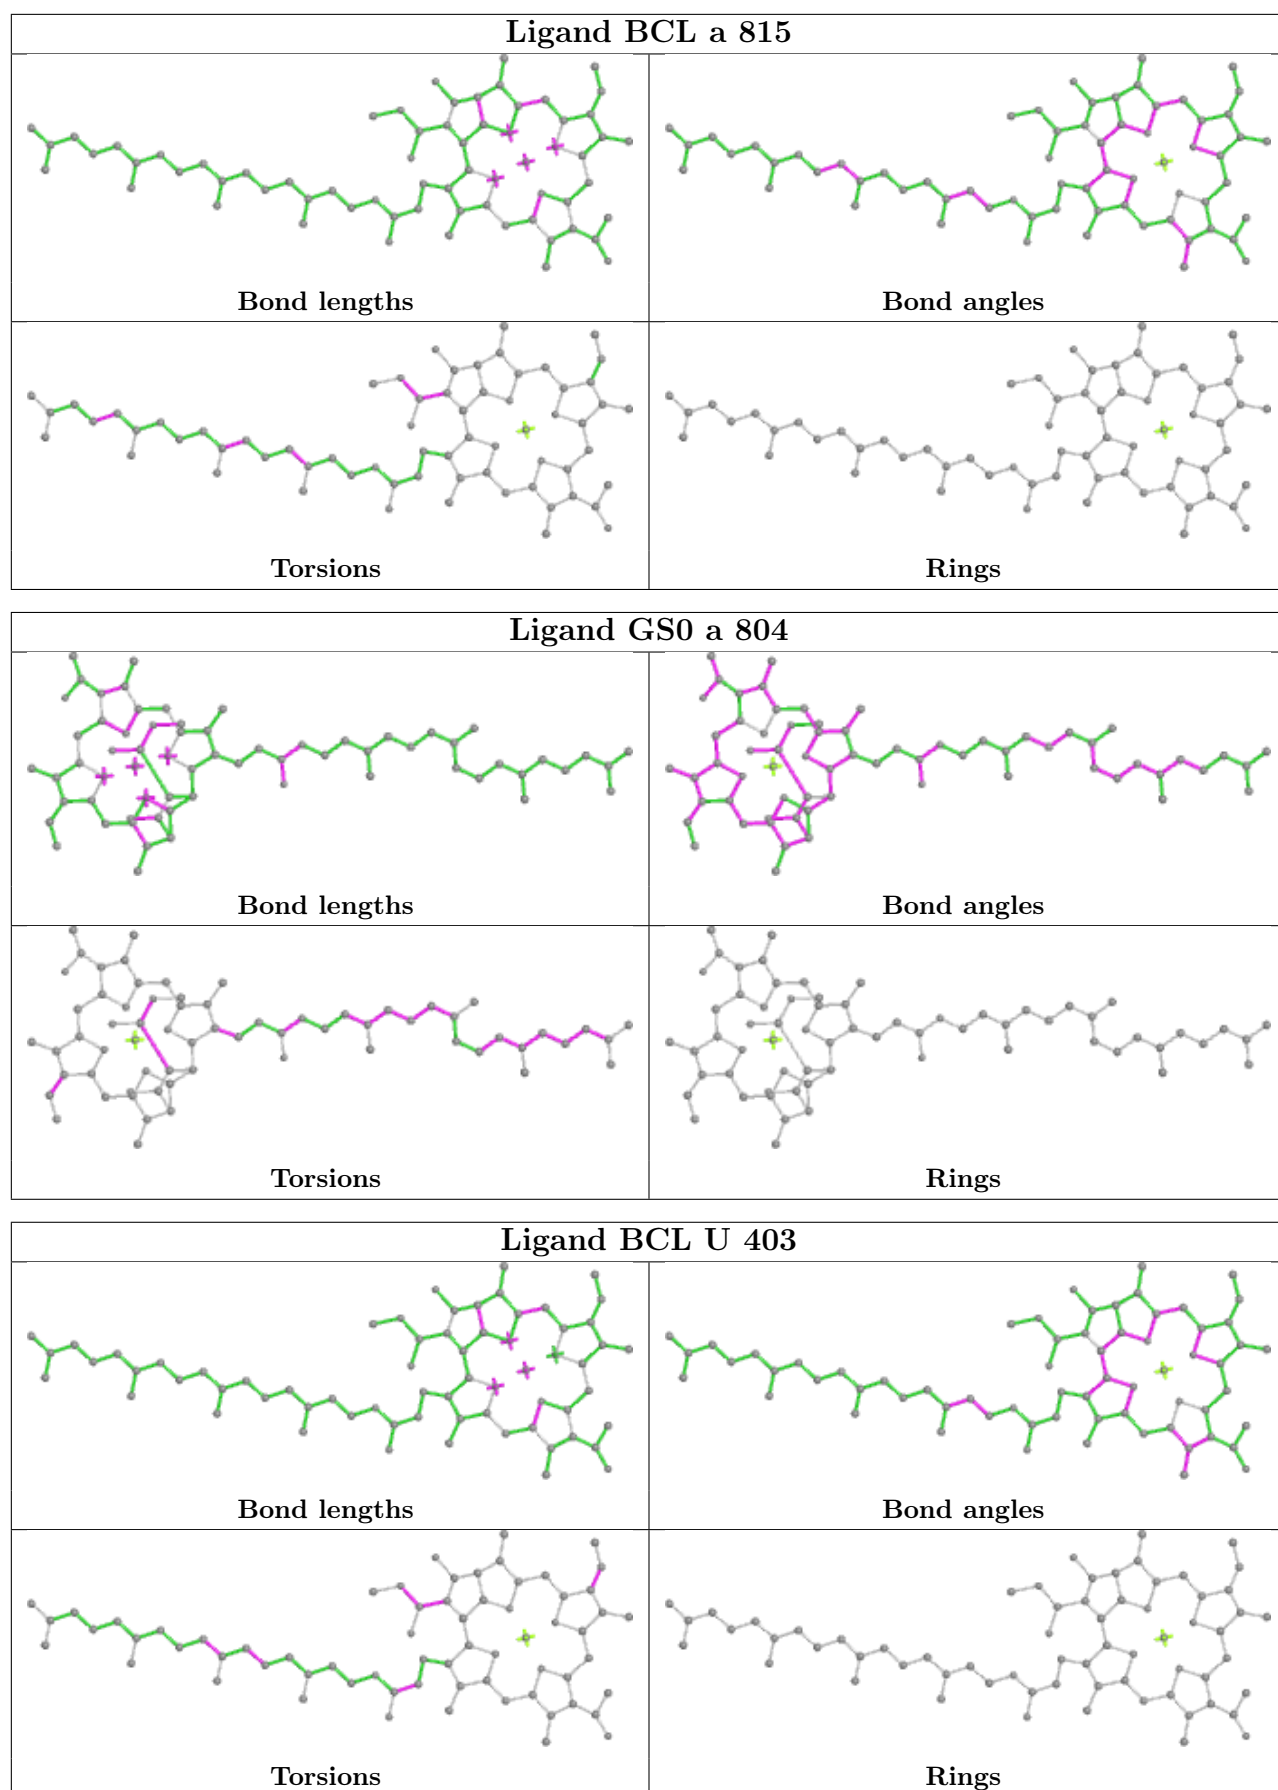 Ligand BCL a 815
Bond lengths
Bond angles
Torsions
Rings
Ligand GS0 a 804
Bond lengths
Bond angles
Torsions
Rings
Ligand BCL U 403
Bond lengths
Bond angles
Torsions
Rings